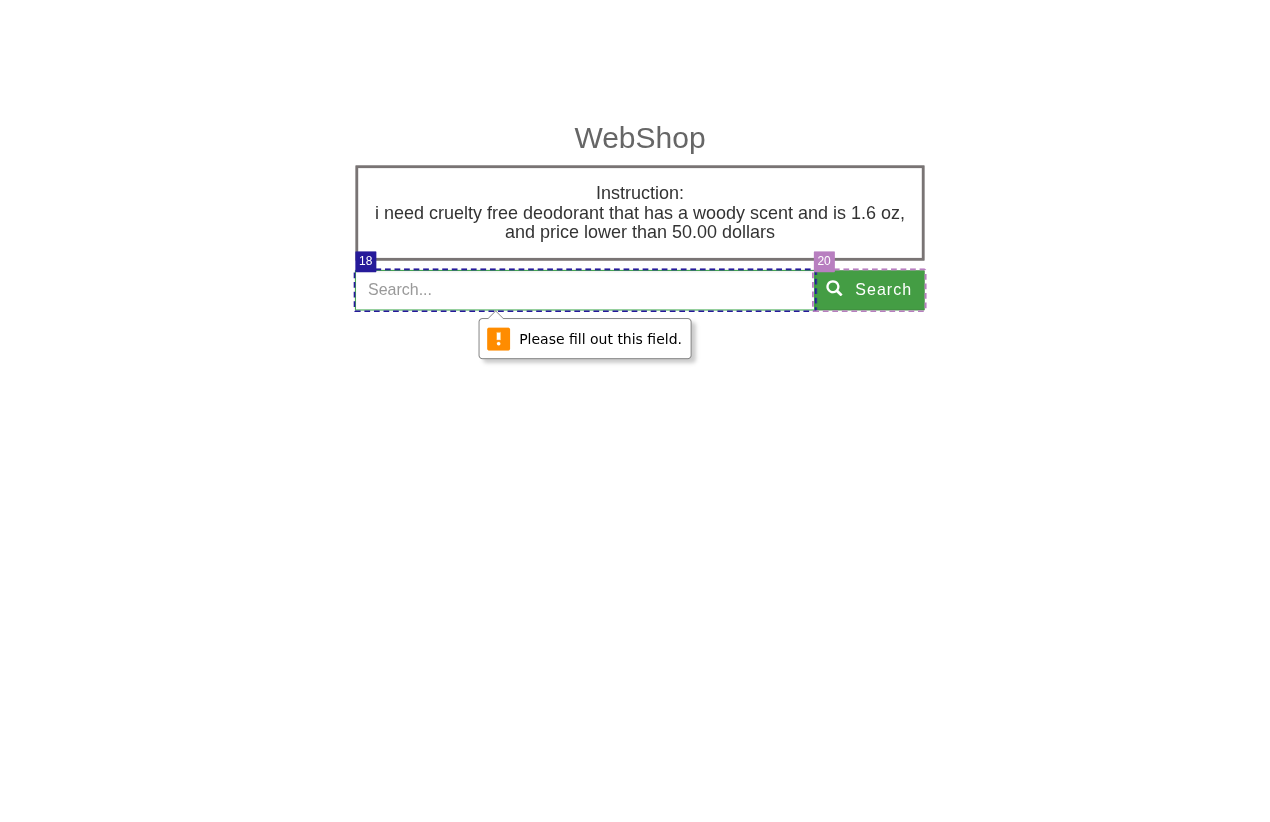 WebShop
Instruction:
i need cruelty free deodorant that has a woody scent and is 1.6 oz,
and price lower than 50.00 dollars
18
20
Search...
Search
Please fill out this field.